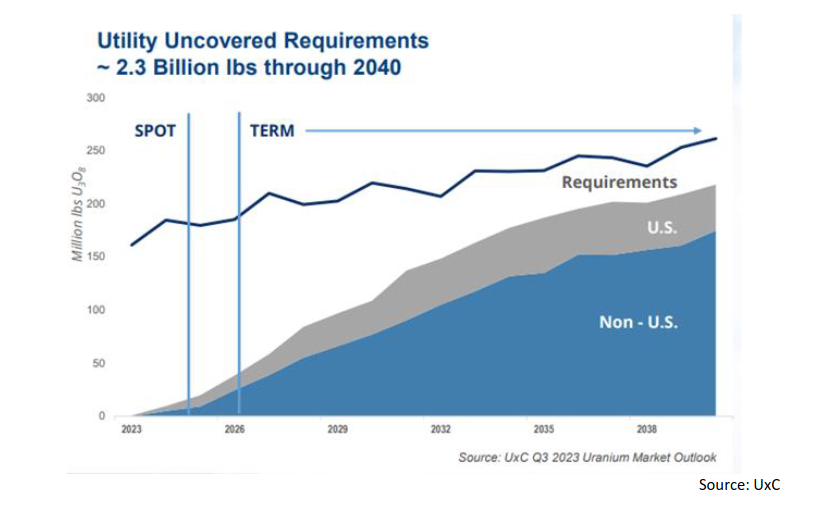 Utility Uncovered Requirements
~ 2.3 Billion lbs through 2040
300
SPOT
TERM
250
Requirements
200
U.S.
150
100
Non - U.S.
50
0
Million lbs U₃O₈
2023
2026
2029
2032
2035
2038
Source: UxC Q3 2023 Uranium Market Outlook
Source: UxC